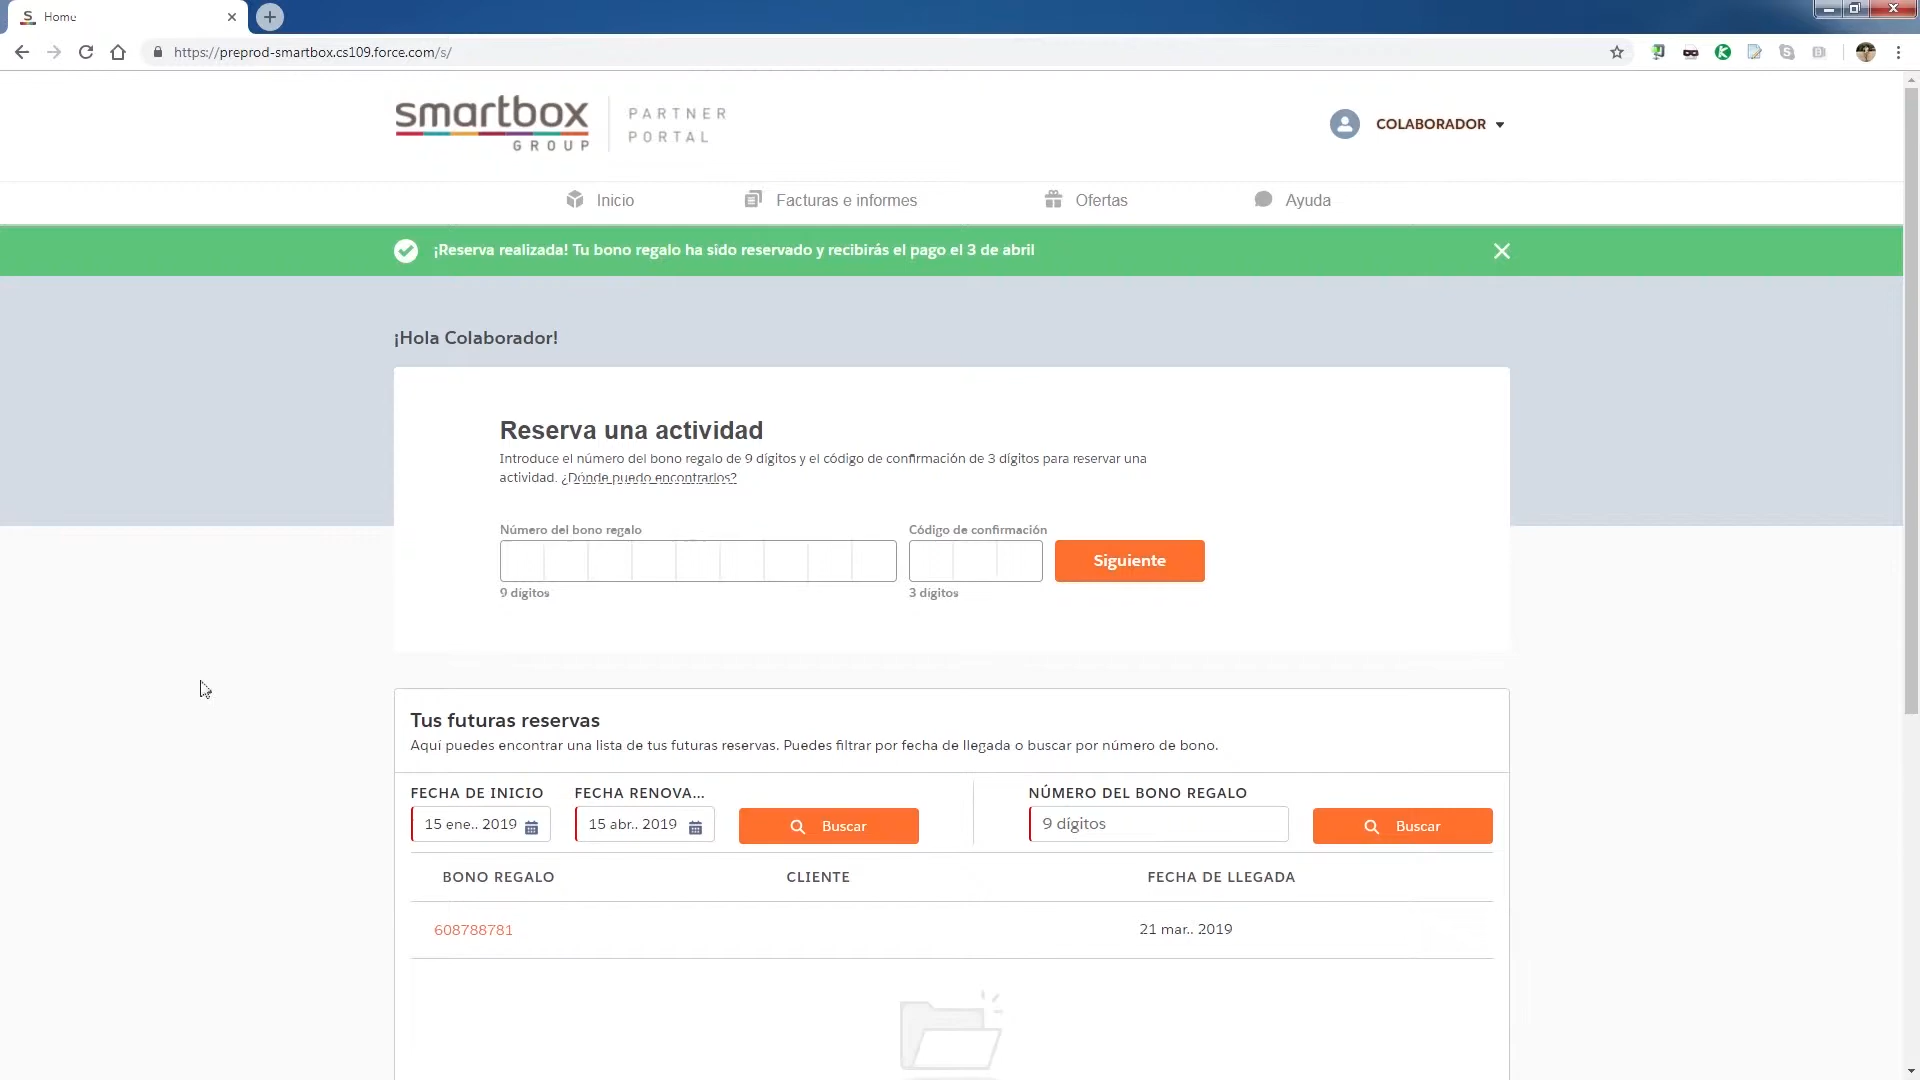 Home
https://preprod-smartbox.cs109.force.com/s/
smartbox
GROUP
PARTNER
PORTAL
COLABORADOR
Inicio
Facturas e informes
Ofertas
Ayuda
¡Reserva realizada! Tu bono regalo ha sido reservado y recibirás el pago el 3 de abril
¡Hola Colaborador!
Reserva una actividad
Introduce el número del bono regalo de 9 dígitos y el código de confirmación de 3 dígitos para reservar una
actividad. ¿Dónde puedo encontrarlos?
Número del bono regalo
Código de confirmación
Siguiente
9 dígitos
3 dígitos
Tus futuras reservas
Aquí puedes encontrar una lista de tus futuras reservas. Puedes filtrar por fecha de llegada o buscar por número de bono.
FECHA DE INICIO
FECHA RENOVA...
NÚMERO DEL BONO REGALO
15 ene.. 2019
15 abr.. 2019
Buscar
9 dígitos
Buscar
BONO REGALO
CLIENTE
FECHA DE LLEGADA
608788781
21 mar.. 2019